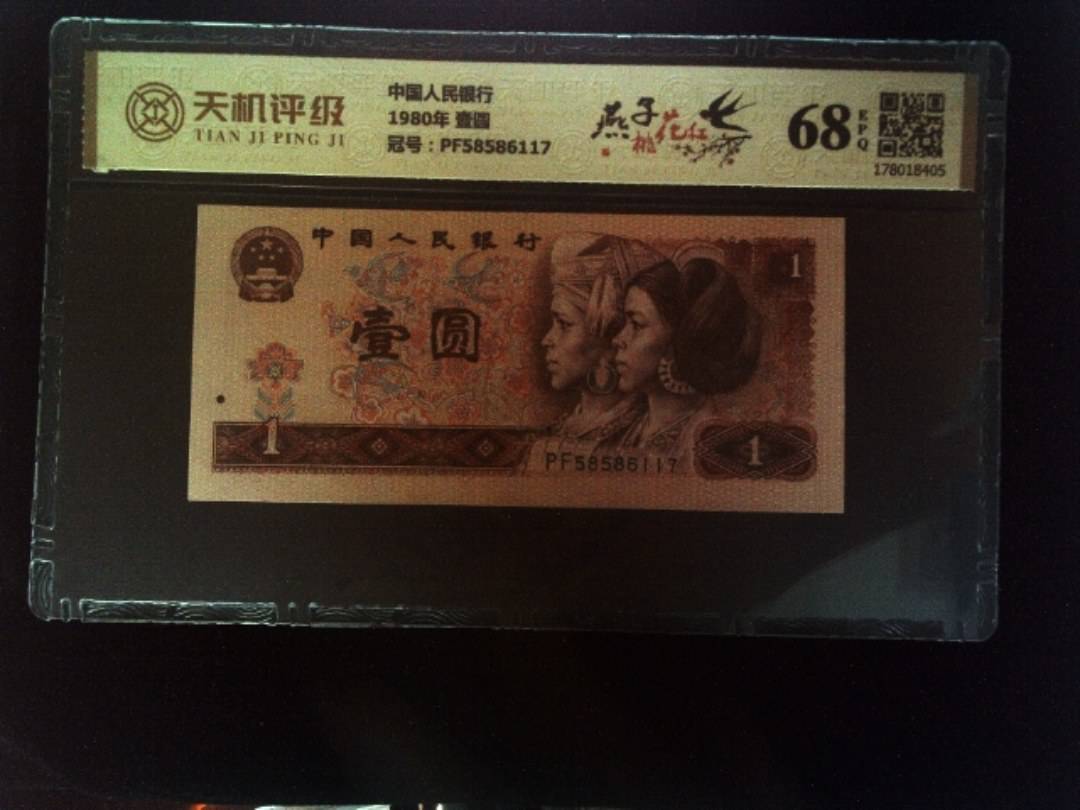 天机评级
TIAN JI PING JI
中国人民银行
1980年 壹圆
冠号：PF58586117
燕子
桃花红
68
EPQ
178018405
中国人民银行
1
壹圆
1
PF58586117
1